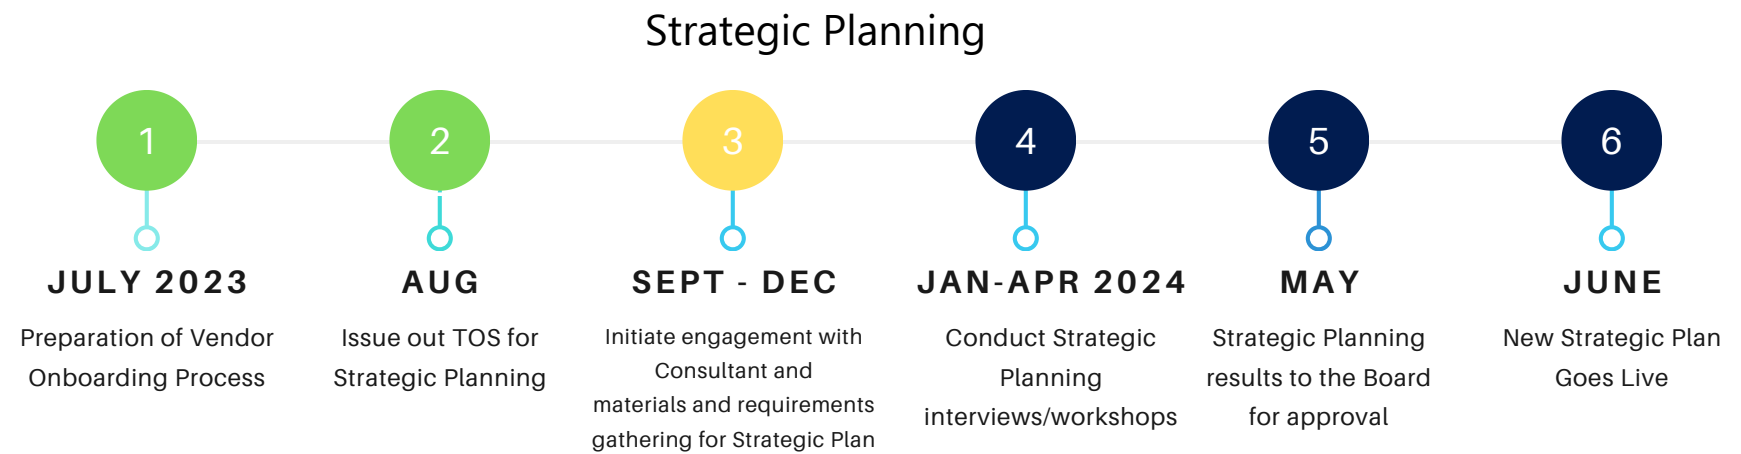 Strategic Planning
1
2
3
4
5
6
JULY 2023
Preparation of Vendor
Onboarding Process
AUG
Issue out TOS for
Strategic Planning
SEPT - DEC
Initiate engagement with
Consultant and
materials and requirements
gathering for Strategic Plan
JAN-APR 2024
Conduct Strategic
Planning
interviews/workshops
MAY
Strategic Planning
results to the Board
for approval
JUNE
New Strategic Plan
Goes Live